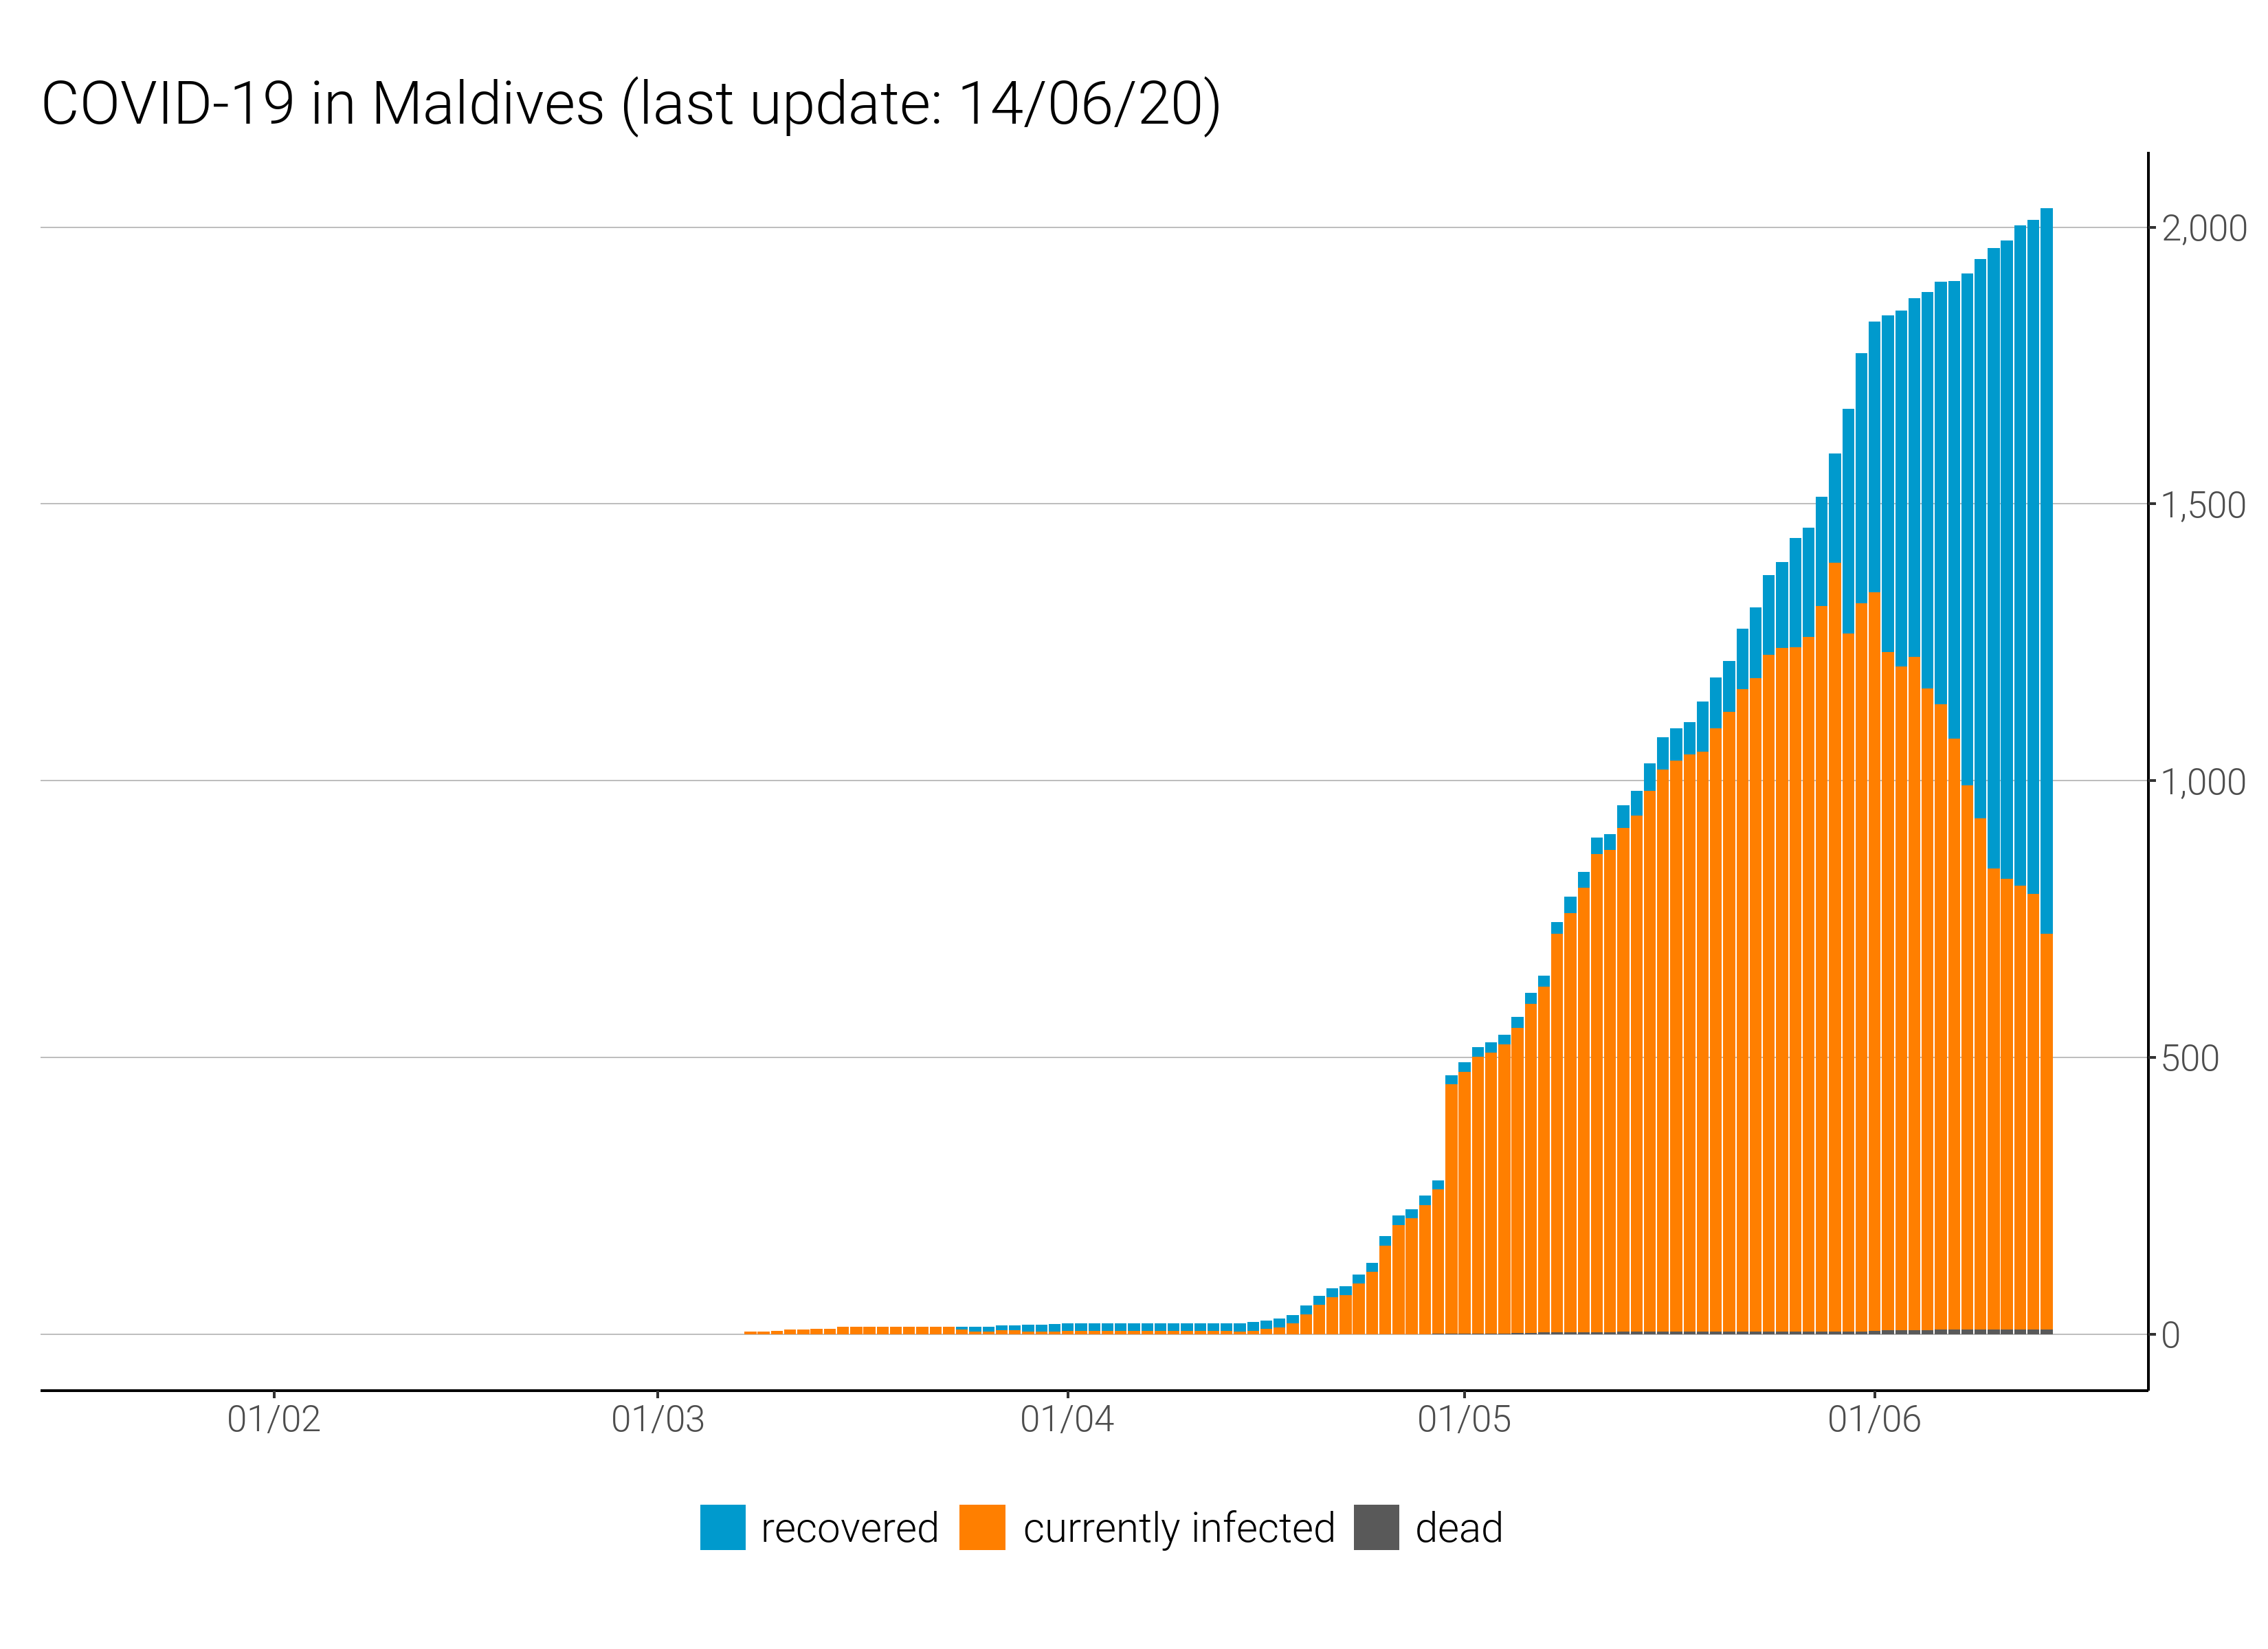 COVID-19 in Maldives (last update: 14/06/20)
2,000
1,500
1,000
500
0
01/02 01/03 01/04 01/05 01/06
recovered currently infected dead